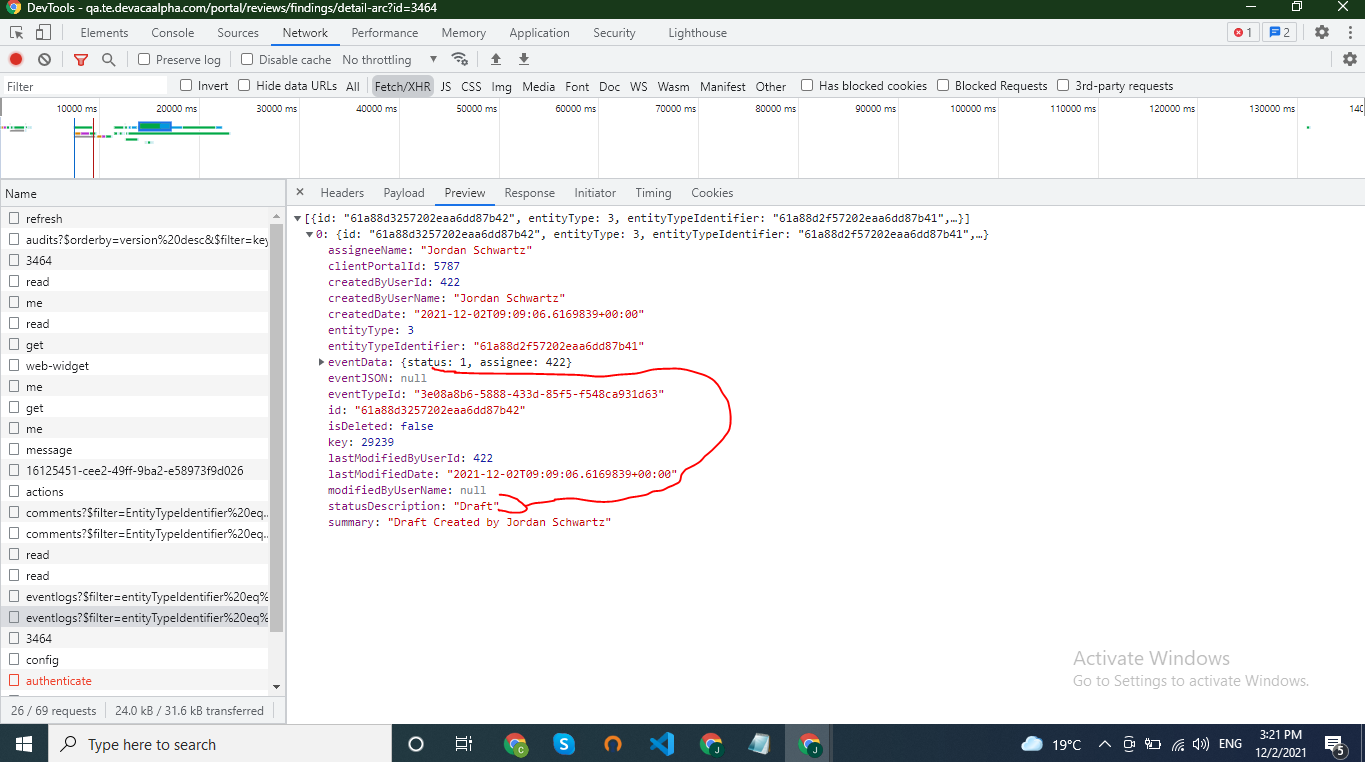 DevTools - qa.te.devacaalpha.com/portal/reviews/findings/detail-arc?id=3464
Elements Console Sources Network Performance Memory Application Security Lighthouse 1 2
Preserve log Disable cache No throttling
Filter Invert Hide data URLs All Fetch/XHR JS CSS Img Media Font Doc WS Wasm Manifest Other Has blocked cookies Blocked Requests 3rd-party requests
10000 ms 20000 ms 30000 ms 40000 ms 50000 ms 60000 ms 70000 ms 80000 ms 90000 ms 100000 ms 110000 ms 120000 ms 130000 ms 140
Name
refresh
audits?$orderby=version%20desc&$filter=key
3464
read
me
read
get
web-widget
me
get
me
message
16125451-cee2-49ff-9ba2-e58973f9d026
actions
comments?$filter=EntityTypeIdentifier%20eq...
comments?$filter=EntityTypeIdentifier%20eq...
read
read
eventlogs?$filter=entityTypeIdentifier%20eq%
eventlogs?$filter=entityTypeIdentifier%20eq%
3464
config
authenticate
26 / 69 requests 24.0 kB / 31.6 kB transferred
× Headers Payload Preview Response Initiator Timing Cookies
[{id: "61a88d3257202eaa6dd87b42", entityType: 3, entityTypeIdentifier: "61a88d2f57202eaa6dd87b41",…}]
0: {id: "61a88d3257202eaa6dd87b42", entityType: 3, entityTypeIdentifier: "61a88d2f57202eaa6dd87b41",…}
assigneeName: "Jordan Schwartz"
clientPortalId: 5787
createdByUserId: 422
createdByUserName: "Jordan Schwartz"
createdDate: "2021-12-02T09:09:06.6169839+00:00"
entityType: 3
entityTypeIdentifier: "61a88d2f57202eaa6dd87b41"
eventData: {status: 1, assignee: 422}
eventJSON: null
eventTypeId: "3e08a8b6-5888-433d-85f5-f548ca931d63"
id: "61a88d3257202eaa6dd87b42"
isDeleted: false
key: 29239
lastModifiedByUserId: 422
lastModifiedDate: "2021-12-02T09:09:06.6169839+00:00"
modifiedByUserName: null
statusDescription: "Draft"
summary: "Draft Created by Jordan Schwartz"
Activate Windows
Go to Settings to activate Windows.
Type here to search
19°C ENG
3:21 PM
12/2/2021
5